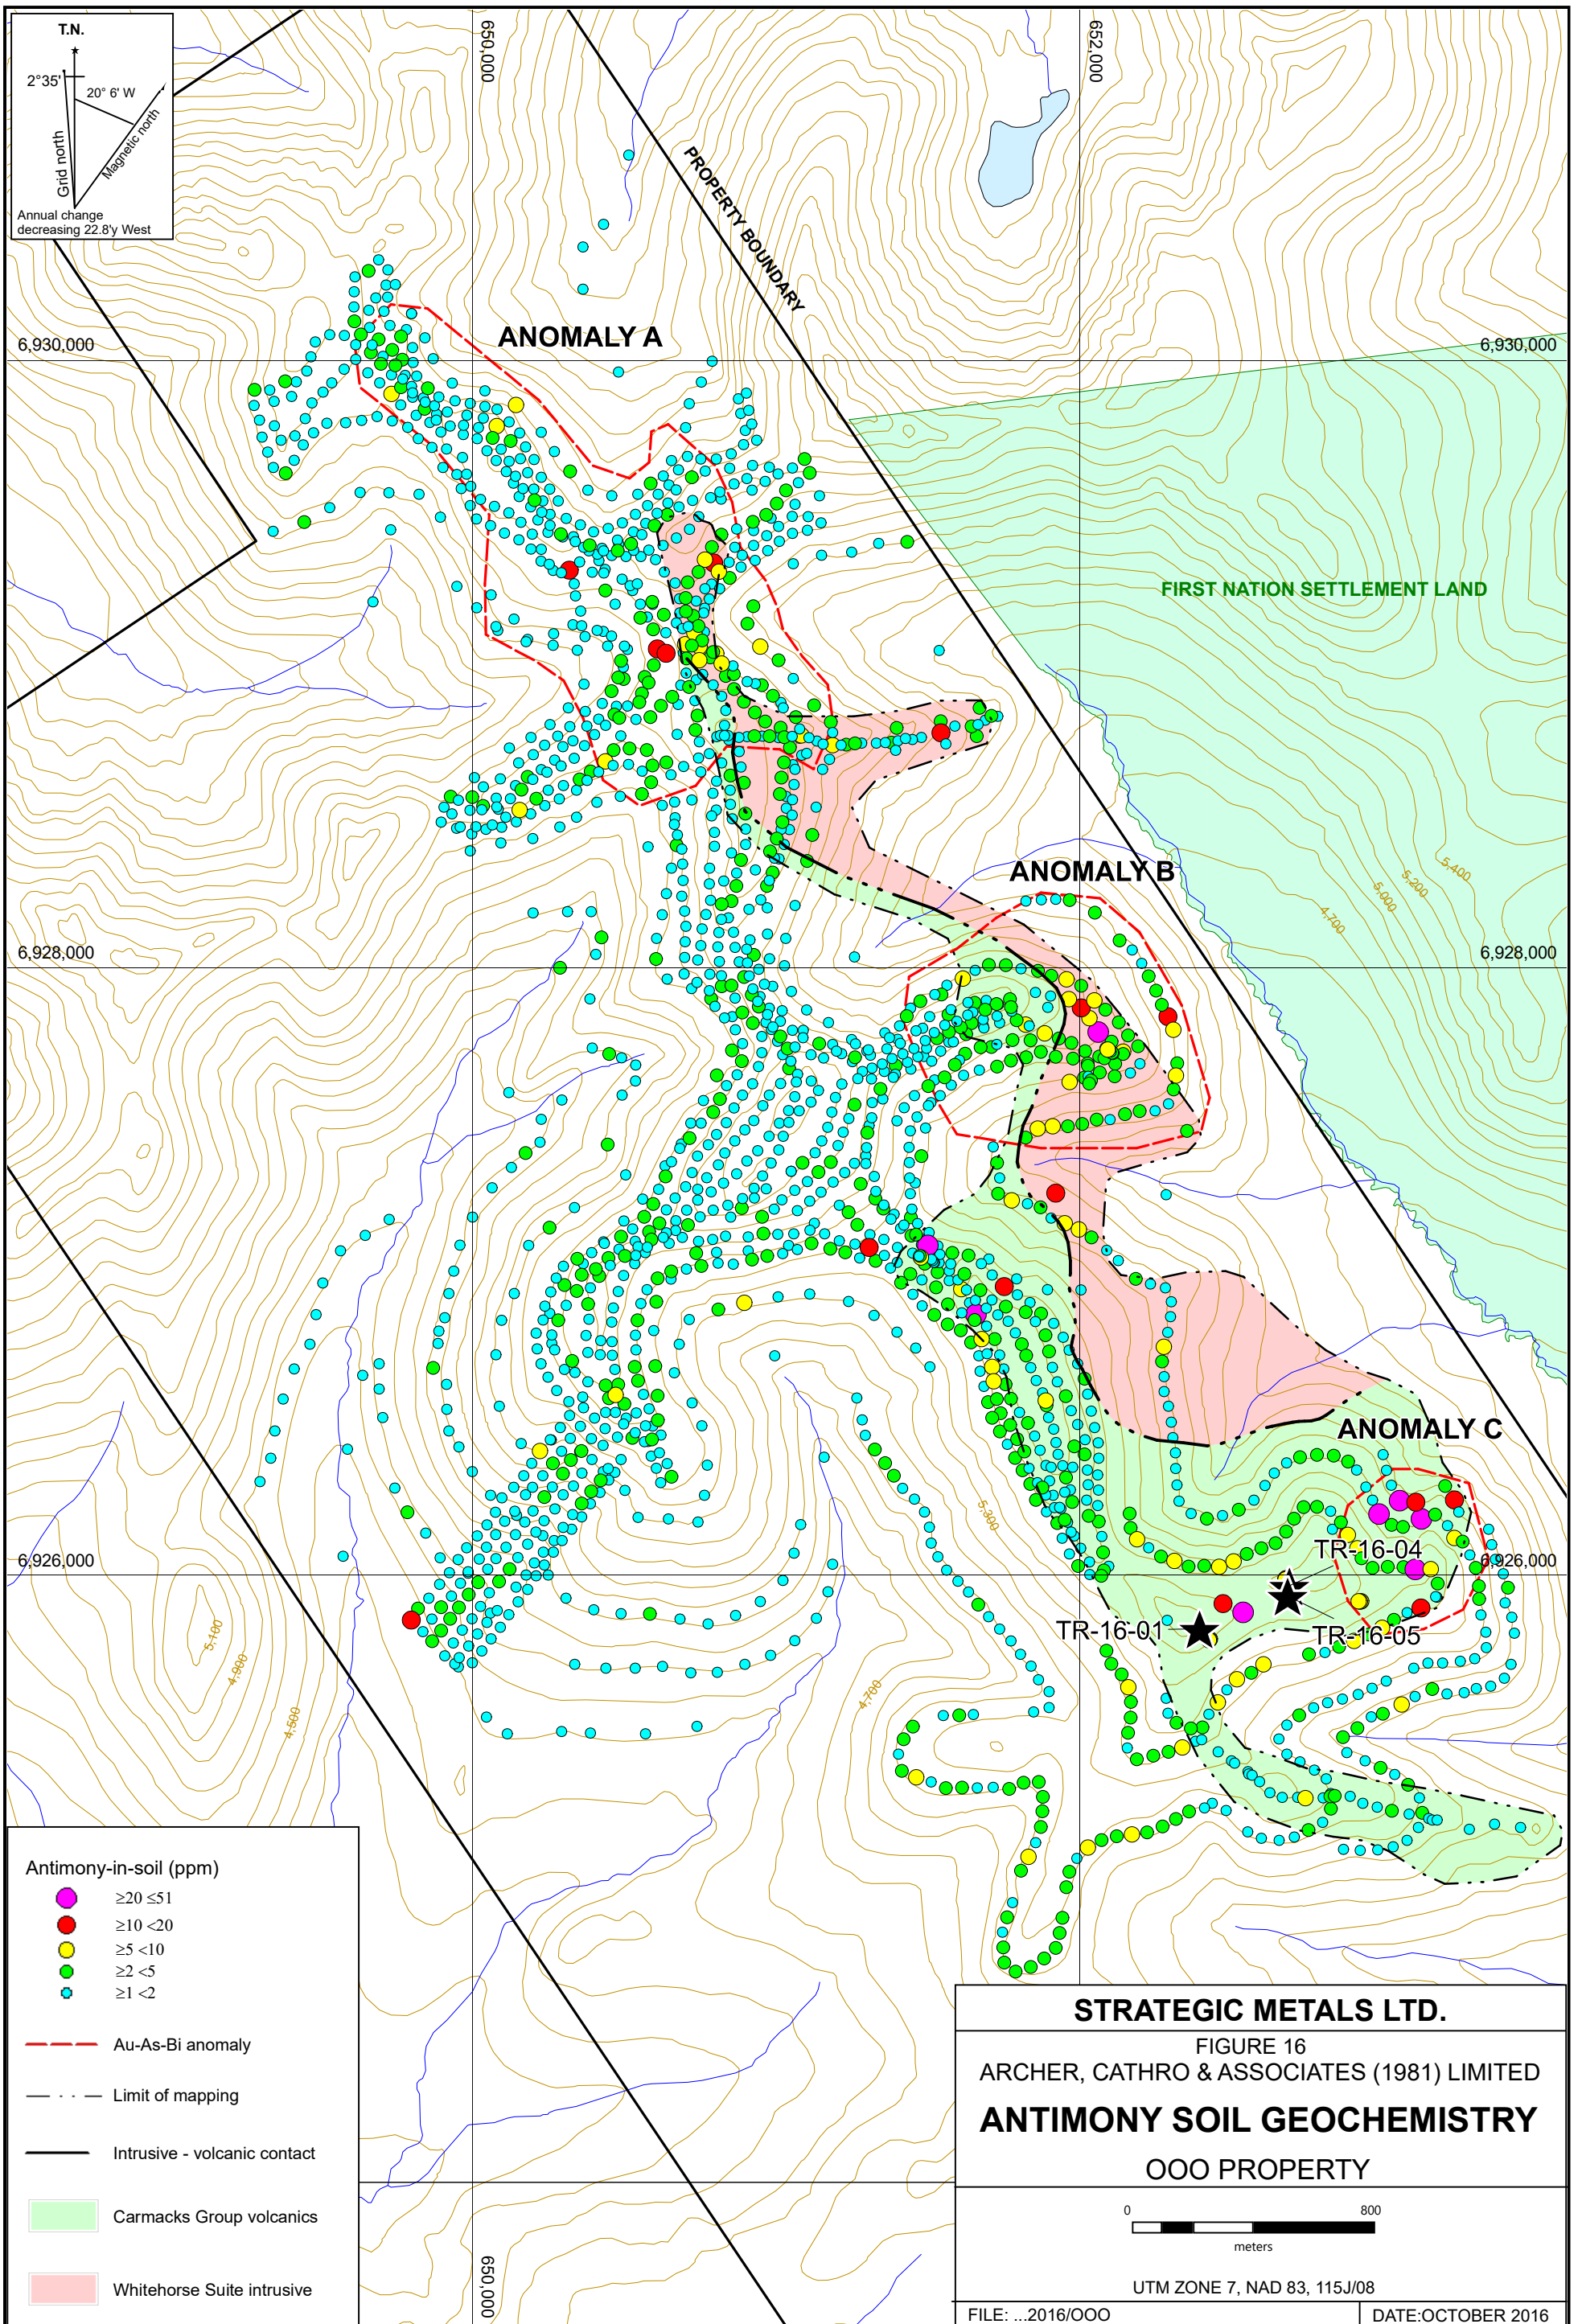 T.N.
2°35'
20° 6' W
Grid north
Magnetic north
Annual change
decreasing 22.8'y West
650,000
652,000
PROPERTY BOUNDARY
ANOMALY A
6,930,000
6,930,000
FIRST NATION SETTLEMENT LAND
ANOMALY B
5,400
5,200
5,000
4,700
6,928,000
6,928,000
ANOMALY C
5,300
TR-16-04
6,926,000
6,926,000
TR-16-01
TR-16-05
5,100
4,900
4,700
4,500
Antimony-in-soil (ppm)
≥20 ≤51
≥10 <20
≥5 <10
≥2 <5
≥1 <2
Au-As-Bi anomaly
Limit of mapping
Intrusive - volcanic contact
Carmacks Group volcanics
Whitehorse Suite intrusive
650,000
STRATEGIC METALS LTD.
FIGURE 16
ARCHER, CATHRO & ASSOCIATES (1981) LIMITED
ANTIMONY SOIL GEOCHEMISTRY
OOO PROPERTY
0 800
meters
UTM ZONE 7, NAD 83, 115J/08
FILE: ...2016/OOO DATE:OCTOBER 2016